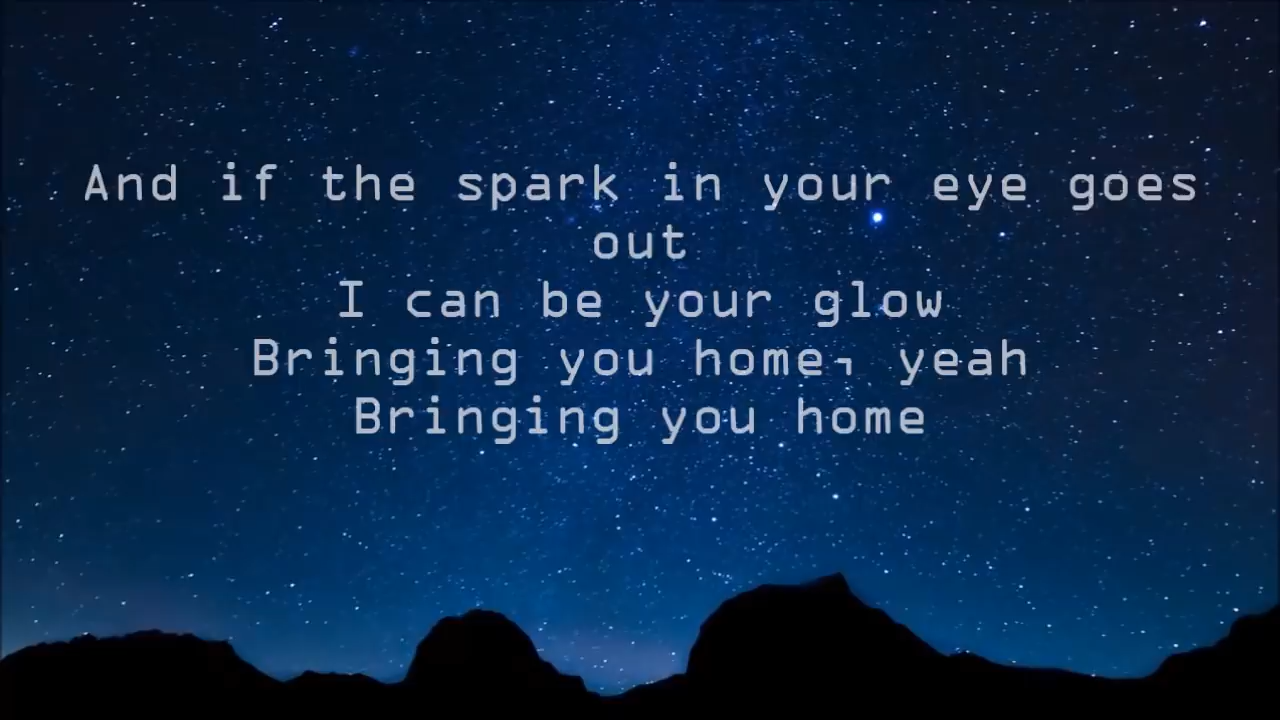 And if the spark in your eye goes
out
I can be your glow
Bringing you home, yeah
Bringing you home